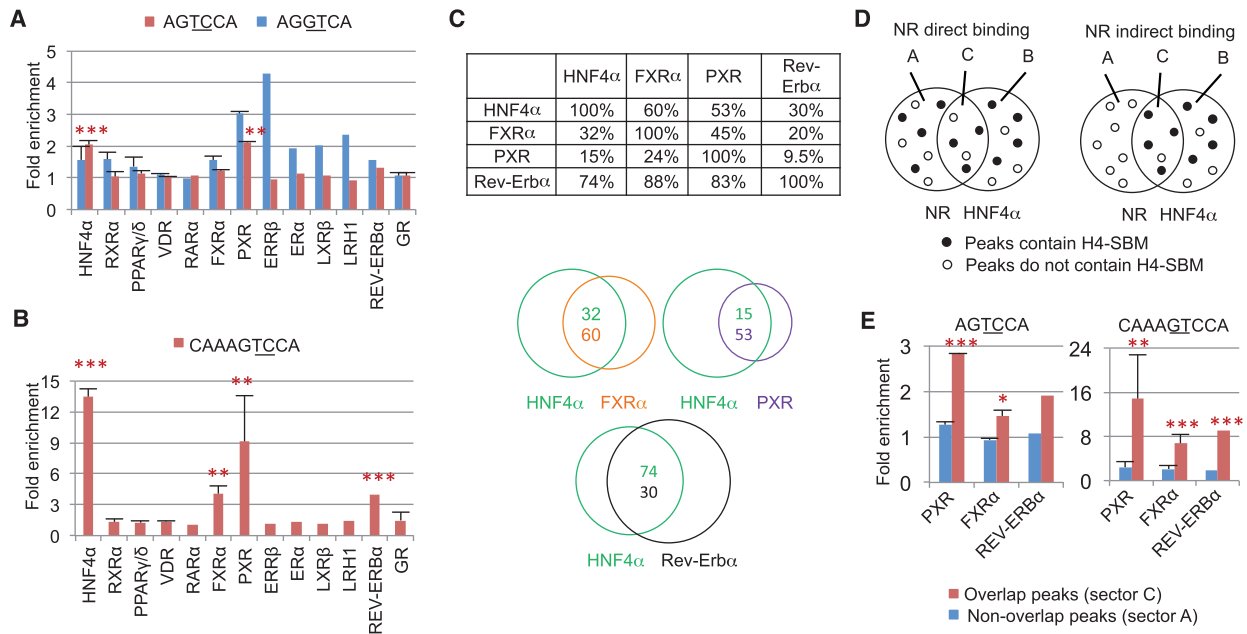 A
AGTCCA AGGTCA
Fold enrichment
5
4
3
2
1
0
*** **
HNF4α RXRα PPARγ/δ VDR RARα FXRα PXR ERRβ ERα LXRβ LRH1 REV-ERBα GR
B
CAAAGTCCA
Fold enrichment
15
12
9
6
3
0
*** ** ** ***
HNF4α RXRα PPARγ/δ VDR RARα FXRα PXR ERRβ ERα LXRβ LRH1 REV-ERBα GR
C
HNF4α FXRα PXR Rev-
Erbα
HNF4α 100% 60% 53% 30%
FXRα 32% 100% 45% 20%
PXR 15% 24% 100% 9.5%
Rev-Erbα 74% 88% 83% 100%
32
60
HNF4α FXRα
15
53
HNF4α PXR
74
30
HNF4α Rev-Erbα
D
NR direct binding
A C B
NR HNF4α
NR indirect binding
A C B
NR HNF4α
Peaks contain H4-SBM
Peaks do not contain H4-SBM
E
AGTCCA
Fold enrichment
3
2
1
0
*** *
PXR FXRα REV-ERBα
CAAAGTCCA
24
16
8
0
** *** ***
PXR FXRα REV-ERBα
Overlap peaks (sector C)
Non-overlap peaks (sector A)